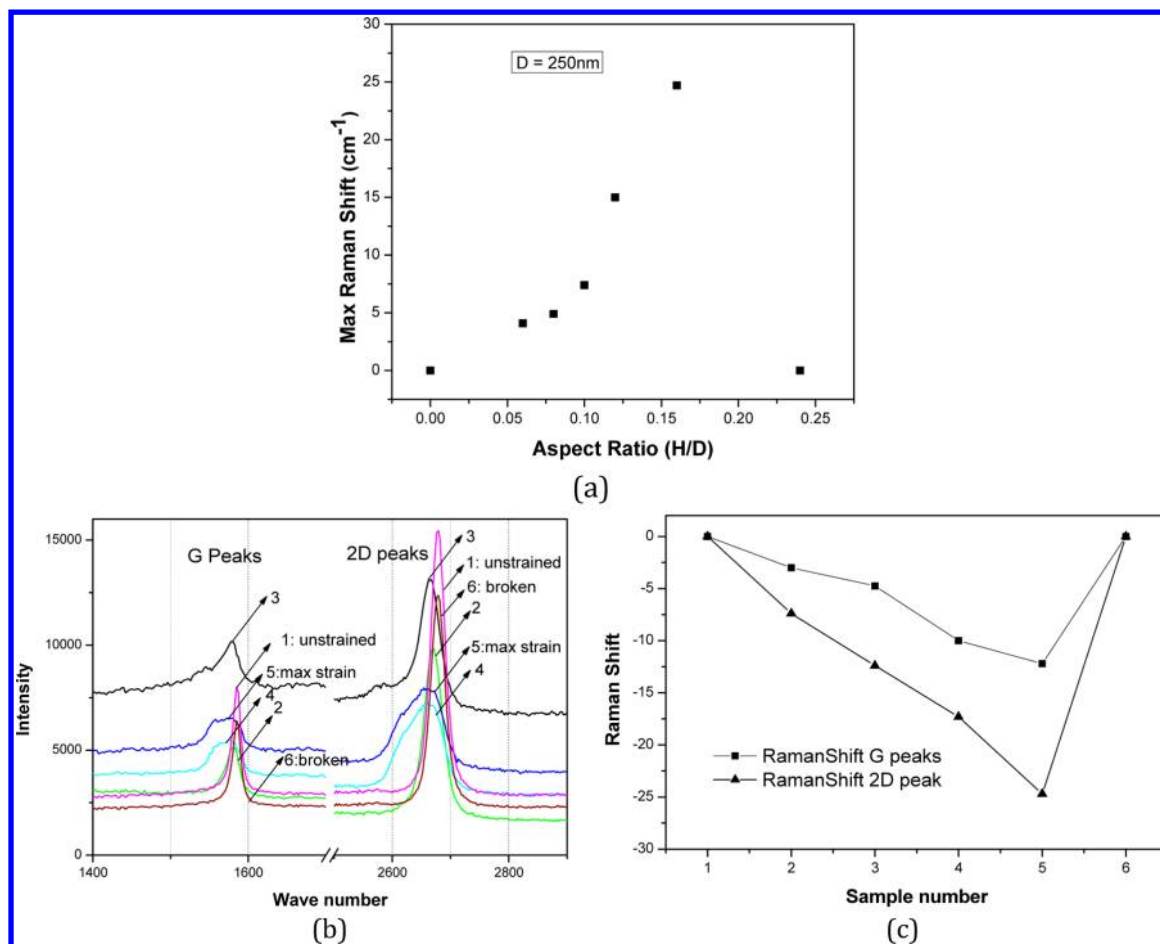 30
25
20
15
10
5
0
Max Raman Shift (cm-1)
D = 250nm
0.00 0.05 0.10 0.15 0.20 0.25
Aspect Ratio (H/D)
(a)
15000
10000
5000
0
Intensity
G Peaks
2D peaks
3
1: unstrained
5:max strain
4
2
6:broken
3
1: unstrained
6: broken
2
5:max strain
4
1400 1600 2600 2800
Wave number
(b)
-0
-5
-10
-15
-20
-25
-30
Raman Shift
RamanShift G peaks
RamanShift 2D peak
1 2 3 4 5 6
Sample number
(c)